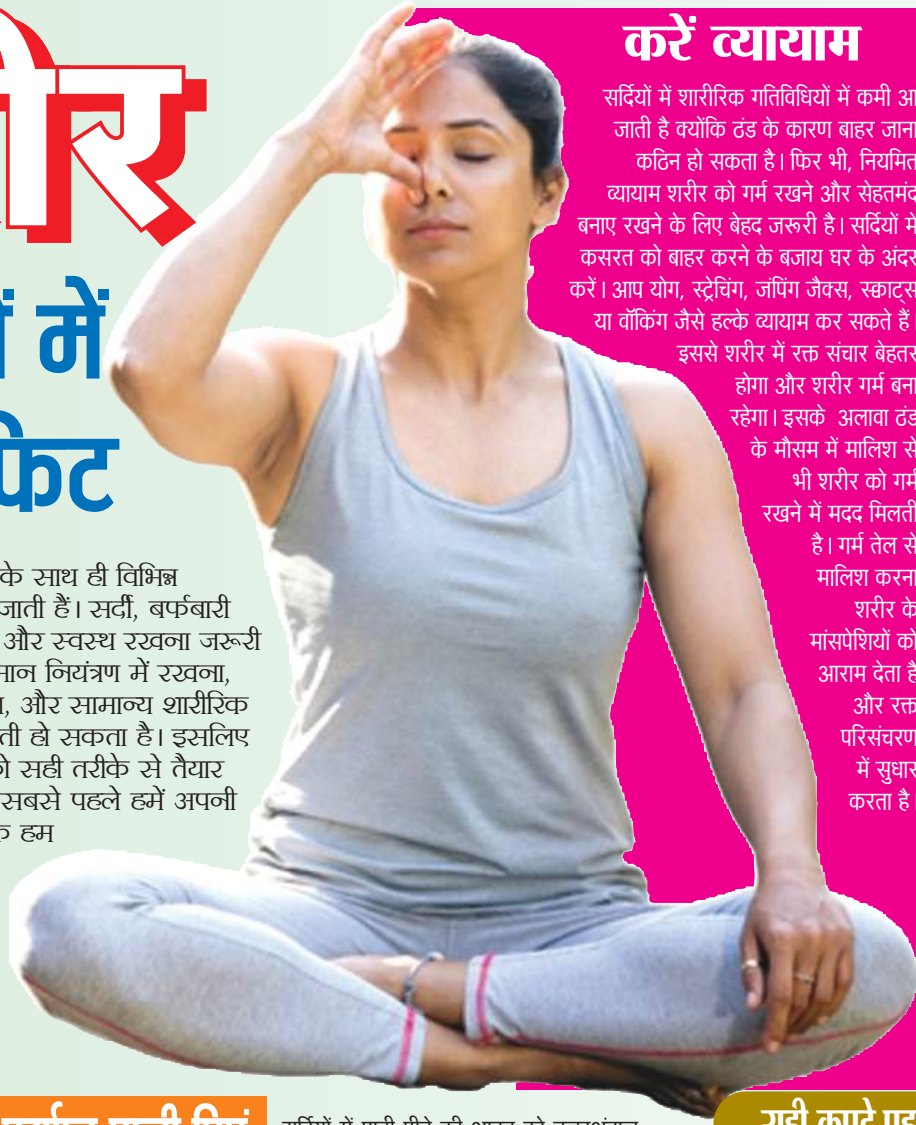 में
फिट
के साथ ही विभिन्न
जाती हैं। सर्दी, बर्फबारी
और स्वस्थ रखना जरूरी
नियंत्रण में रखना,
और सामान्य शारीरिक
हो सकता है। इसलिए
सही तरीके से तैयार
सबसे पहले हमें अपनी
हम
करें व्यायाम
सर्दियों में शारीरिक गतिविधियों में कमी आ
जाती है क्योंकि ठंड के कारण बाहर जाना
कठिन हो सकता है। फिर भी, नियमित
व्यायाम शरीर को गर्म रखने और सेहतमंद
बनाए रखने के लिए बेहद जरूरी है। सर्दियों में
कसरत को बाहर करने के बजाय घर के अंदर
करें। आप योग, स्ट्रेचिंग, जंपिंग जैक्स, स्क्वाट्स
या वॉकिंग जैसे हल्के व्यायाम कर सकते हैं
इससे शरीर में रक्त संचार बेहतर
होगा और शरीर गर्म बना
रहेगा। इसके अलावा ठंड
के मौसम में मालिश से
भी शरीर को गर्म
रखने में मदद मिलती
है। गर्म तेल से
मालिश करना
शरीर के
मांसपेशियों को
आराम देता है
और रक्त
परिसंचरण
में सुधार
करता है।